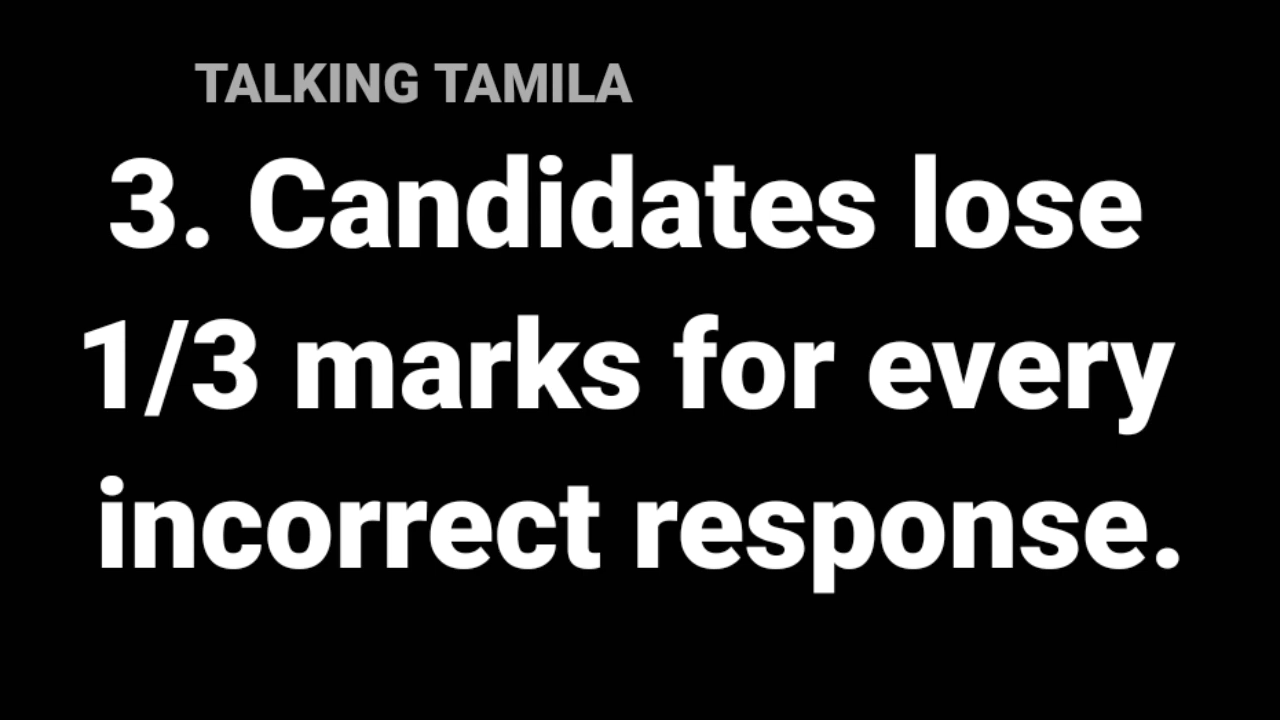 TALKING TAMILA
3. Candidates lose
1/3 marks for every
incorrect response.